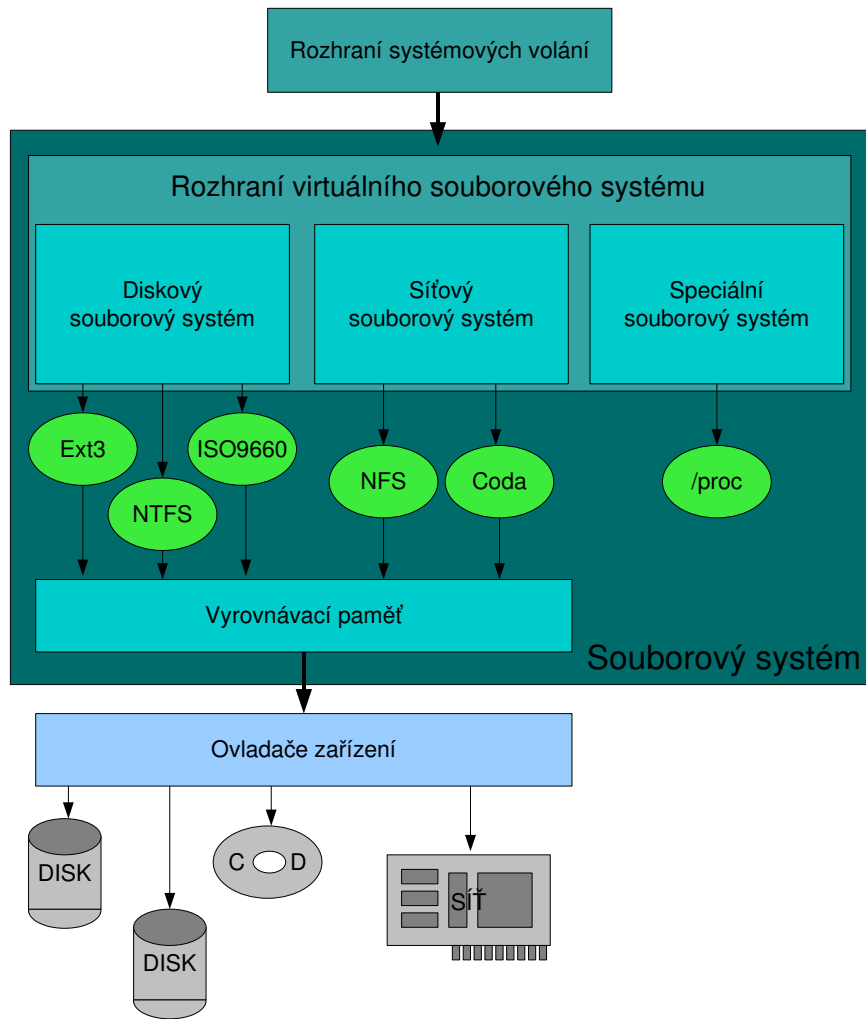 Rozhraní systémových volání
Rozhraní virtuálního souborového systému
Diskový
souborový systém
Síťový
souborový systém
Speciální
souborový systém
Ext3
ISO9660
NTFS
NFS
Coda
/proc
Vyrovnávací paměť
Souborový systém
Ovladače zařízení
DISK
C D
SÍŤ
DISK